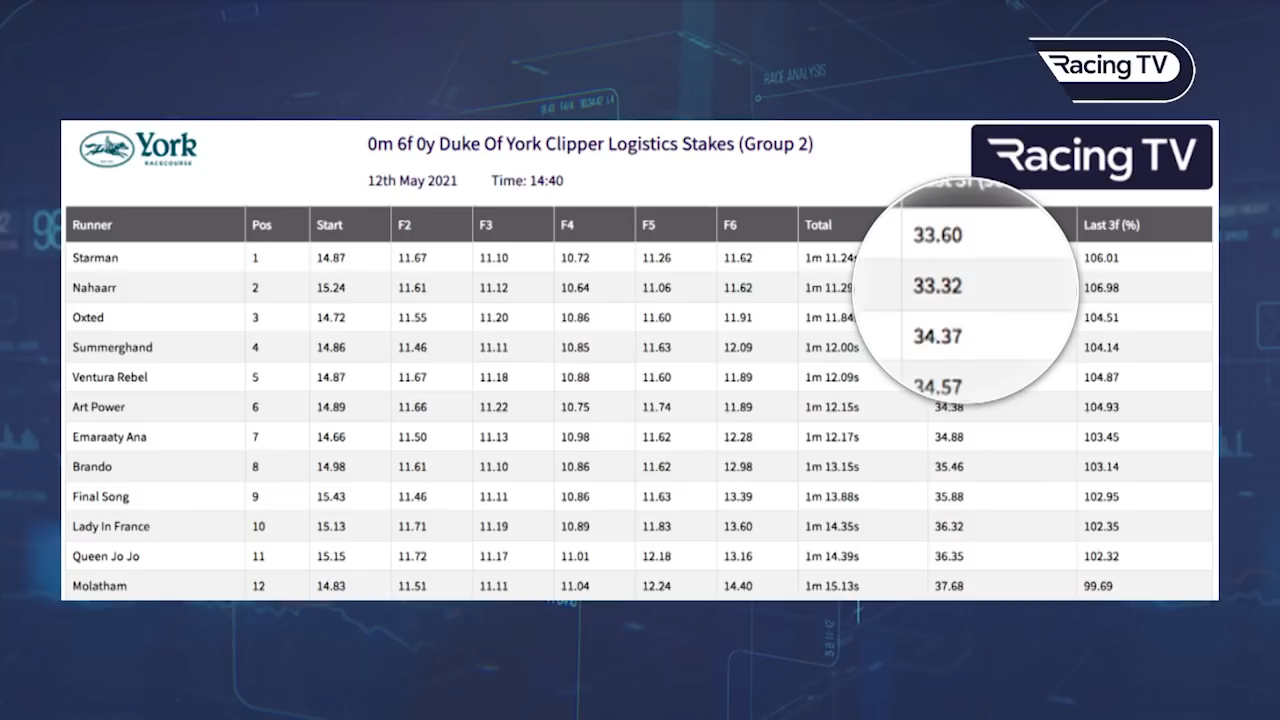 RACE ANALYSIS
Racing TV
York
RACECOURSE
0m 6f 0y Duke Of York Clipper Logistics Stakes (Group 2)
12th May 2021 Time: 14:40
Racing TV
Runner Pos Start F2 F3 F4 F5 F6 Total Last 3f (%)
Starman 1 14.87 11.67 11.10 10.72 11.26 11.62 1m 11.24s 33.60 106.01
Nahaarr 2 15.24 11.61 11.12 10.64 11.06 11.62 1m 11.29 33.32 106.98
Oxted 3 14.72 11.55 11.20 10.86 11.60 11.91 1m 11.84 34.37 104.51
Summerghand 4 14.86 11.46 11.11 10.85 11.63 12.09 1m 12.00s 34.57 104.14
Ventura Rebel 5 14.87 11.67 11.18 10.88 11.60 11.89 1m 12.09s 104.87
Art Power 6 14.89 11.66 11.22 10.75 11.74 11.89 1m 12.15s 34.38 104.93
Emaraaty Ana 7 14.66 11.50 11.13 10.98 11.62 12.28 1m 12.17s 34.88 103.45
Brando 8 14.98 11.61 11.10 10.86 11.62 12.98 1m 13.15s 35.46 103.14
Final Song 9 15.43 11.46 11.11 10.86 11.63 13.39 1m 13.88s 35.88 102.95
Lady In France 10 15.13 11.71 11.19 10.89 11.83 13.60 1m 14.35s 36.32 102.35
Queen Jo Jo 11 15.15 11.72 11.17 11.01 12.18 13.16 1m 14.39s 36.35 102.32
Molatham 12 14.83 11.51 11.11 11.04 12.24 14.40 1m 15.13s 37.68 99.69